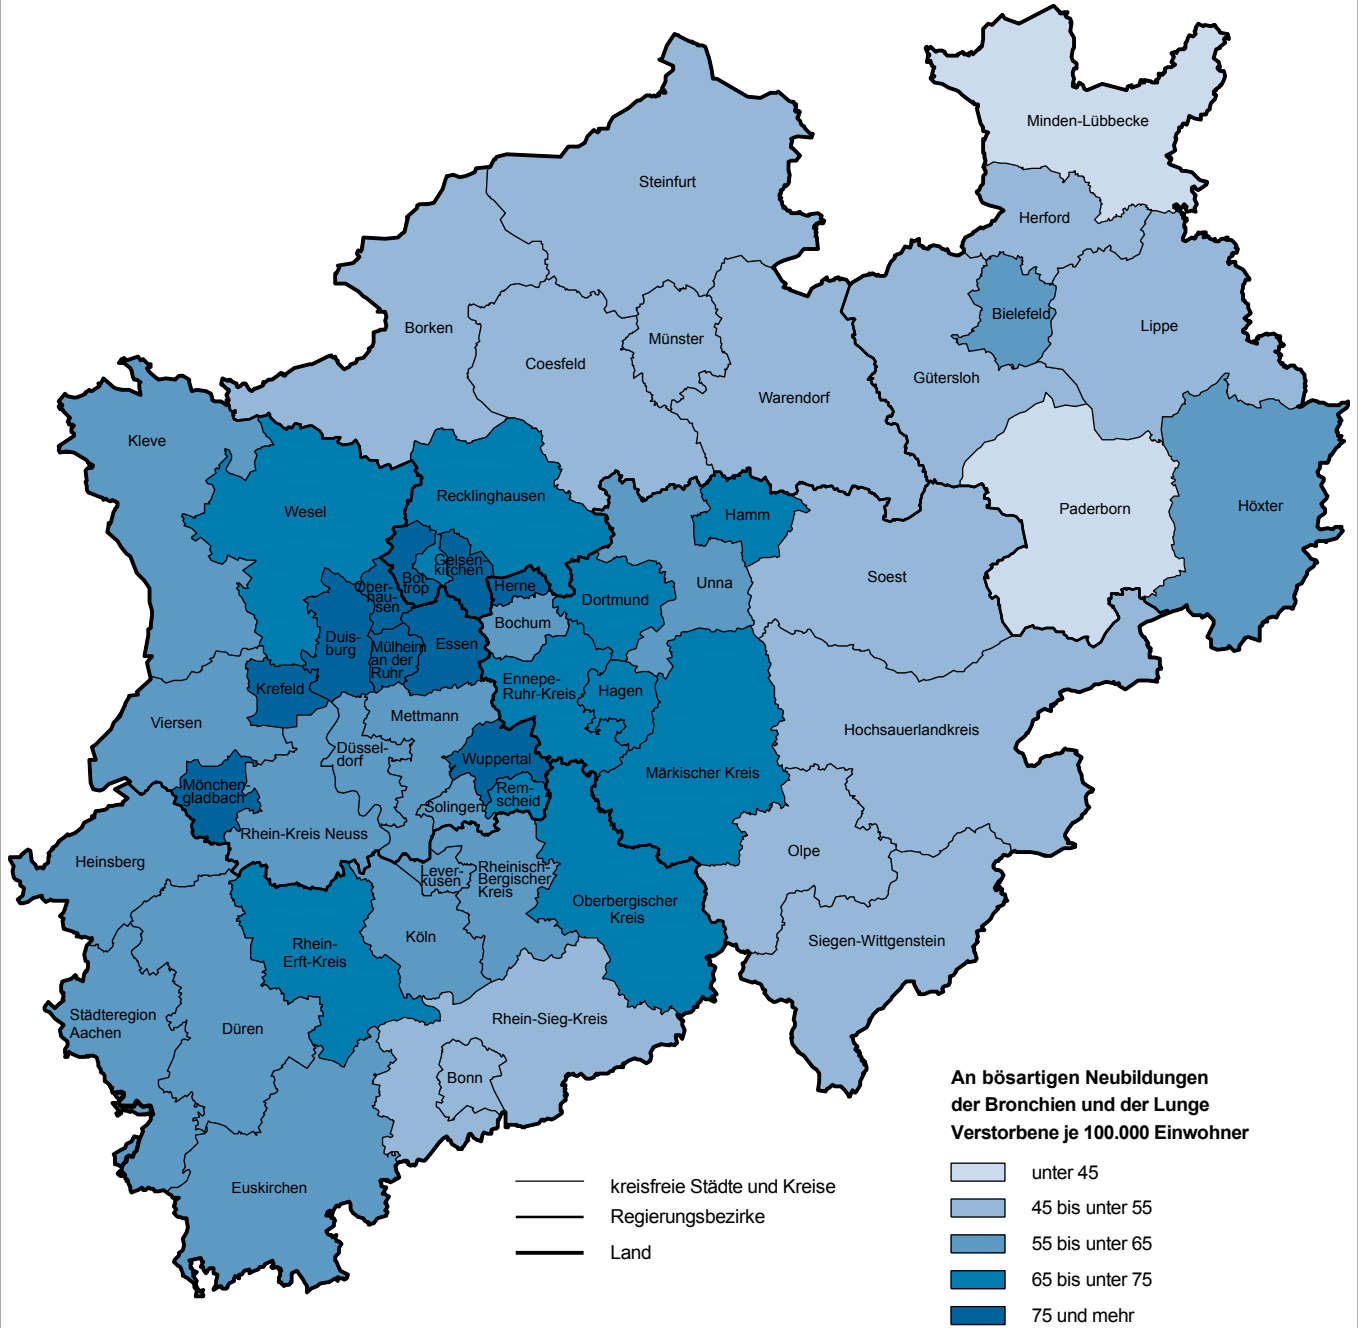 Minden-Lübbecke
Steinfurt
Herford
Bielefeld
Lippe
Borken
Münster
Coesfeld
Gütersloh
Warendorf
Kleve
Recklinghausen
Wesel
Hamm
Paderborn
Höxter
Gelsen-
kirchen
Bot-
trop
Ober-
hau-
sen
Herne
Unna
Soest
Dortmund
Bochum
Duis-
burg
Mülheim
an der
Ruhr
Essen
Krefeld
Ennepe-
Ruhr-Kreis
Hagen
Viersen
Mettmann
Hochsauerlandkreis
Düssel-
dorf
Wuppertal
Märkischer Kreis
Mönchen-
gladbach
Rem-
scheid
Solingen
Rhein-Kreis Neuss
Heinsberg
Olpe
Lever-
kusen
Rheinisch-
Bergischer
Kreis
Oberbergischer
Kreis
Köln
Rhein-
Erft-Kreis
Siegen-Wittgenstein
Städteregion
Aachen
Düren
Rhein-Sieg-Kreis
Bonn
Euskirchen
An bösartigen Neubildungen
der Bronchien und der Lunge
Verstorbene je 100.000 Einwohner
unter 45
45 bis unter 55
55 bis unter 65
65 bis unter 75
75 und mehr
kreisfreie Städte und Kreise
Regierungsbezirke
Land